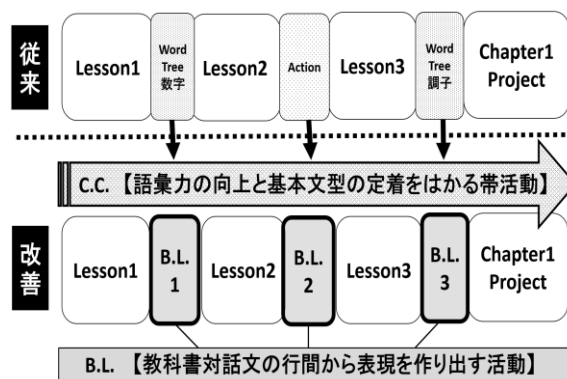 従来
Lesson1
Word
Tree
数字
Lesson2
Action
Lesson3
Word
Tree
調子
Chapter1
Project
C.C. 【語彙力の向上と基本文型の定着をはかる帯活動】
改善
Lesson1
B.L.
1
Lesson2
B.L.
2
Lesson3
B.L.
3
Chapter1
Project
B.L. 【教科書対話文の行間から表現を作り出す活動】